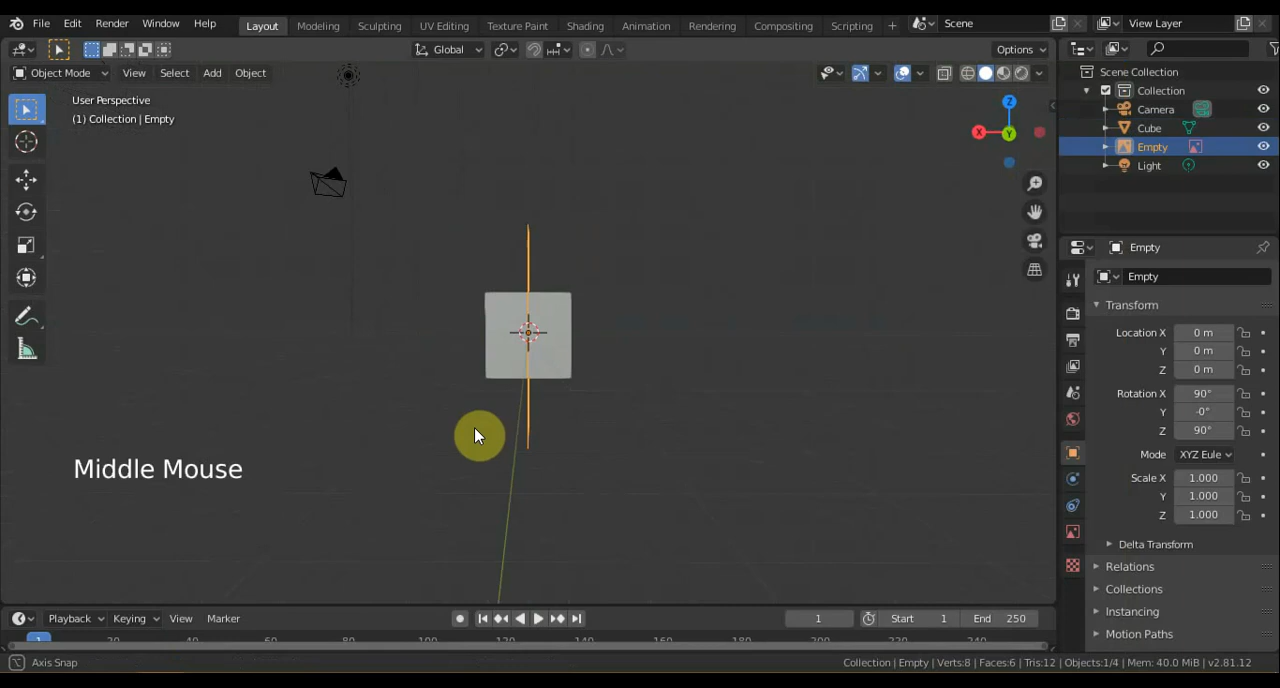 File Edit Render Window Help Layout Modeling Sculpting UV Editing Texture Paint Shading Animation Rendering Compositing Scripting + Scene View Layer
Global Options
Object Mode View Select Add Object
User Perspective
(1) Collection | Empty
Z
X
Y
Middle Mouse
Scene Collection
Collection
Camera
Cube
Empty
Light
Empty
Empty
Transform
Location X 0 m
Y 0 m
Z 0 m
Rotation X 90°
Y -0°
Z 90°
Mode XYZ Eule
Scale X 1.000
Y 1.000
Z 1.000
Delta Transform
Relations
Collections
Instancing
Motion Paths
Playback Keying View Marker 1 Start 1 End 250
1
Axis Snap Collection | Empty | Verts:8 | Faces:6 | Tris:12 | Objects:1/4 | Mem: 40.0 MiB | v2.81.12